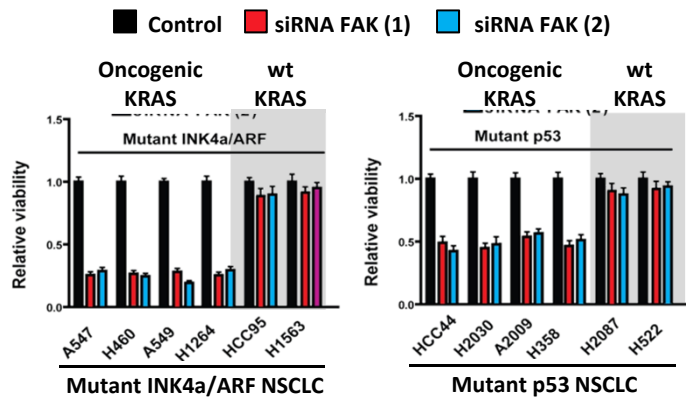 Control siRNA FAK (1) siRNA FAK (2)
Oncogenic KRAS wt KRAS
Mutant INK4a/ARF
Relative viability
1.5
1.0
0.5
0.0
A547 H460 A549 H1264 HCC95 H1563
Mutant INK4a/ARF NSCLC
Oncogenic KRAS wt KRAS
Mutant p53
Relative viability
1.5
1.0
0.5
0.0
HCC44 H2030 A2009 H358 H2087 H522
Mutant p53 NSCLC